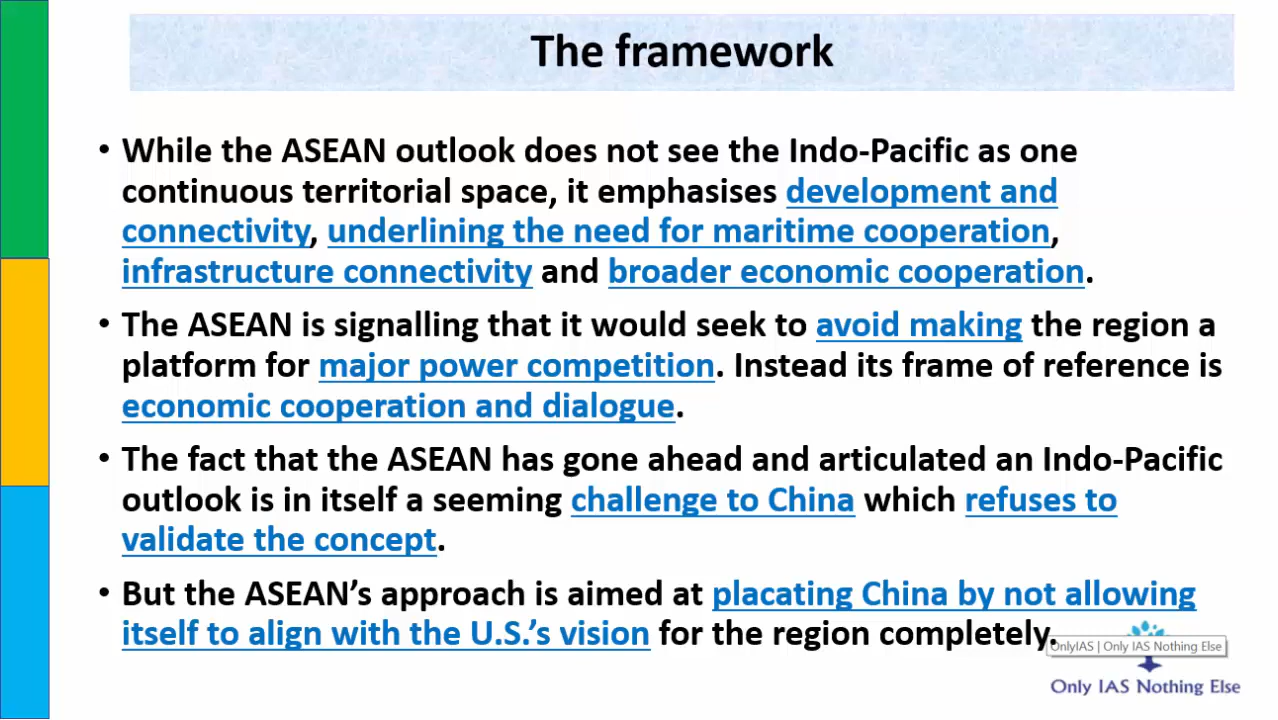 The framework
• While the ASEAN outlook does not see the Indo-Pacific as one
continuous territorial space, it emphasises development and
connectivity, underlining the need for maritime cooperation,
infrastructure connectivity and broader economic cooperation.
• The ASEAN is signalling that it would seek to avoid making the region a
platform for major power competition. Instead its frame of reference is
economic cooperation and dialogue.
• The fact that the ASEAN has gone ahead and articulated an Indo-Pacific
outlook is in itself a seeming challenge to China which refuses to
validate the concept.
• But the ASEAN’s approach is aimed at placating China by not allowing
itself to align with the U.S.’s vision for the region completely.
OnlyIAS | Only IAS Nothing Else
Only IAS Nothing Else